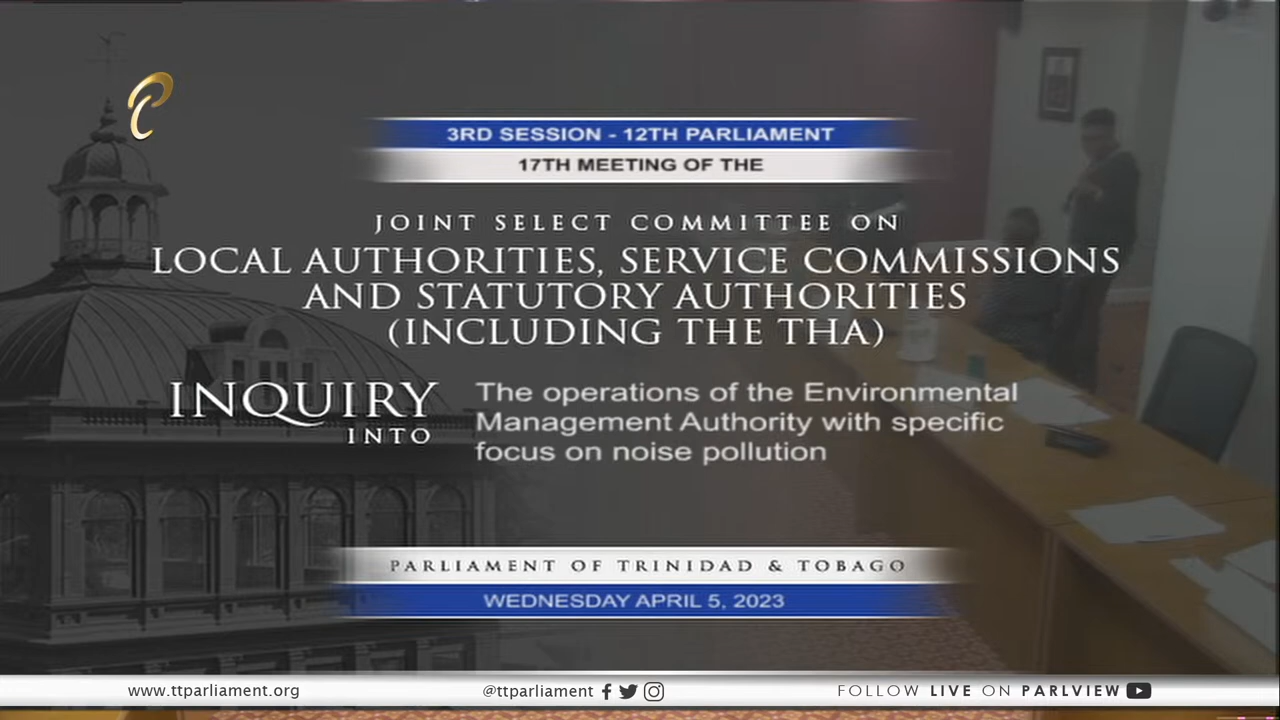 3RD SESSION - 12TH PARLIAMENT
17TH MEETING OF THE
JOINT SELECT COMMITTEE ON
LOCAL AUTHORITIES, SERVICE COMMISSIONS
AND STATUTORY AUTHORITIES
(INCLUDING THE THA)
INQUIRY
INTO
The operations of the Environmental
Management Authority with specific
focus on noise pollution
PARLIAMENT OF TRINIDAD & TOBAGO
WEDNESDAY APRIL 5, 2023
www.ttparliament.org
@ttparliament
FOLLOW LIVE ON PARLVIEW